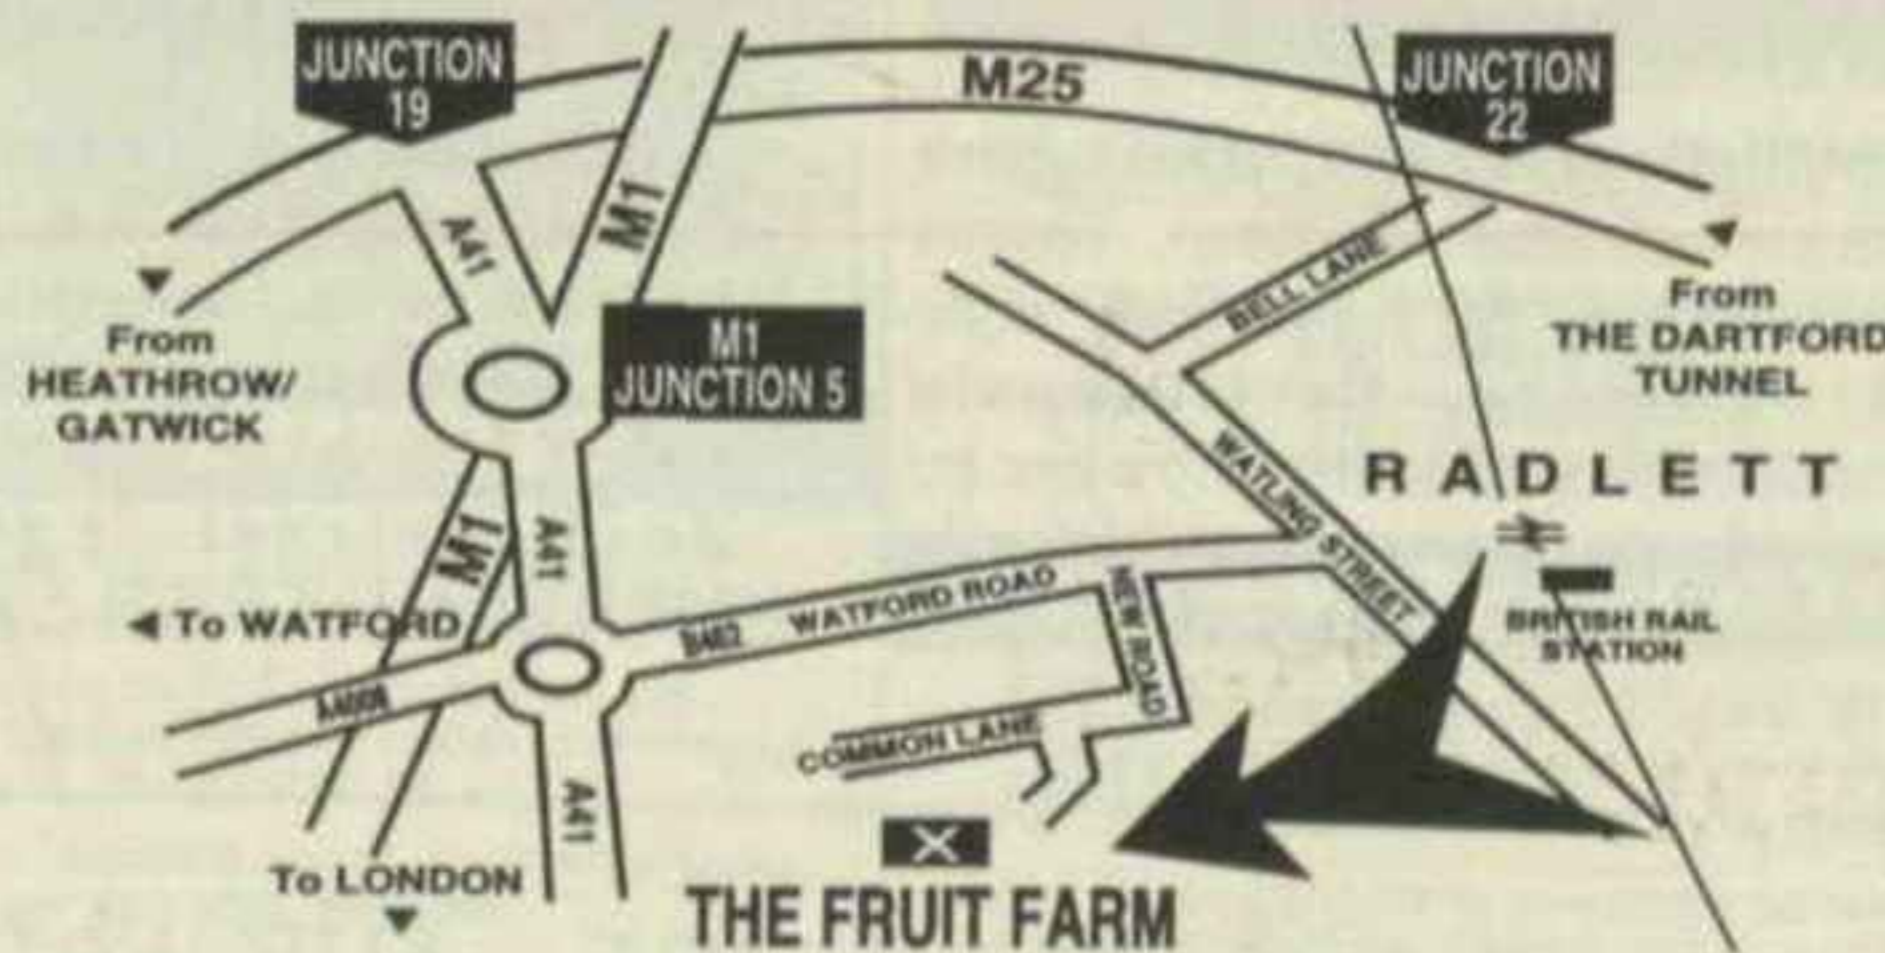 JUNCTION
19
M25
JUNCTION
22
A41
M1
BELL LANE
From
HEATHROW/
GATWICK
M1
JUNCTION 5
From
THE DARTFORD
TUNNEL
WATLING STREET
RADLETT
M1
A41
To WATFORD
B462 WATFORD ROAD
NEW ROAD
BRITISH RAIL
STATION
A4008
COMMON LANE
A41
To LONDON
X
THE FRUIT FARM